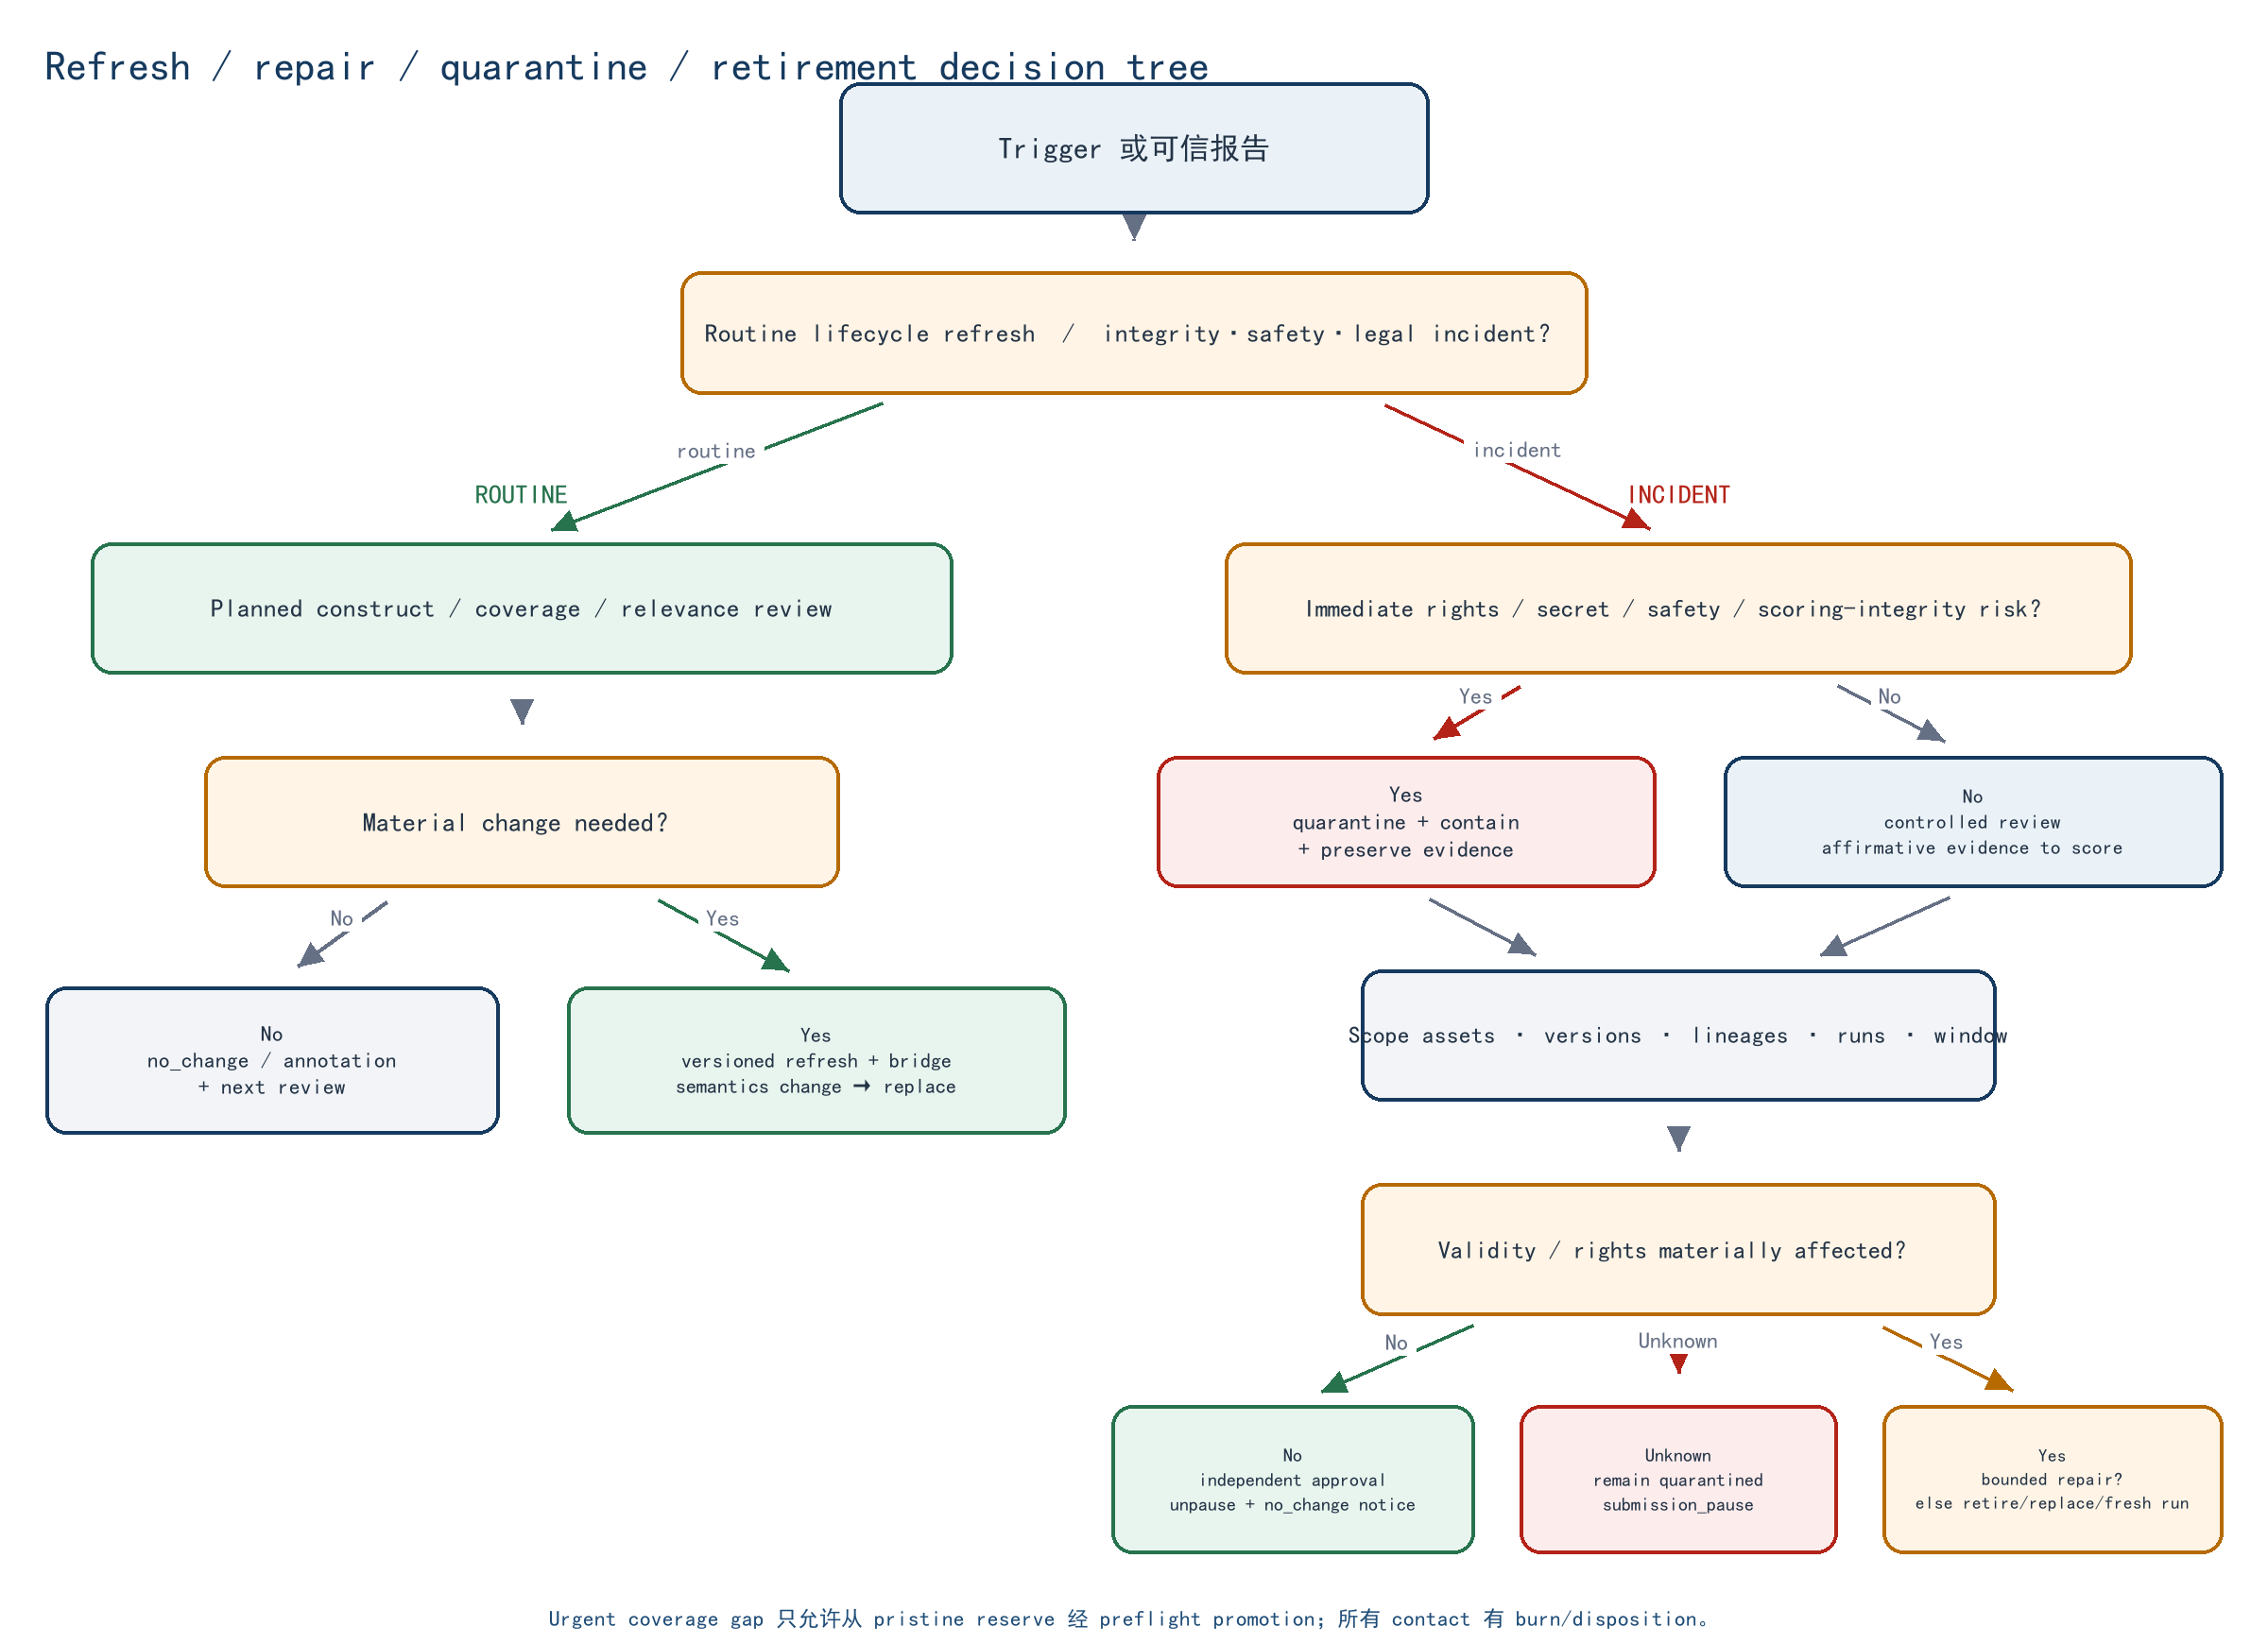 Refresh / repair / quarantine / retirement decision tree
Trigger 或可信报告
Routine lifecycle refresh / integrity·safety·legal incident?
routine
incident
ROUTINE
INCIDENT
Planned construct / coverage / relevance review
Immediate rights / secret / safety / scoring-integrity risk?
Yes
No
Material change needed?
Yes
quarantine + contain
+ preserve evidence
No
controlled review
affirmative evidence to score
No
Yes
No
no_change / annotation
+ next review
Yes
versioned refresh + bridge
semantics change → replace
Scope assets · versions · lineages · runs · window
Validity / rights materially affected?
No
Unknown
Yes
No
independent approval
unpause + no_change notice
Unknown
remain quarantined
submission_pause
Yes
bounded repair?
else retire/replace/fresh run
Urgent coverage gap 只允许从 pristine reserve 经 preflight promotion；所有 contact 有 burn/disposition。